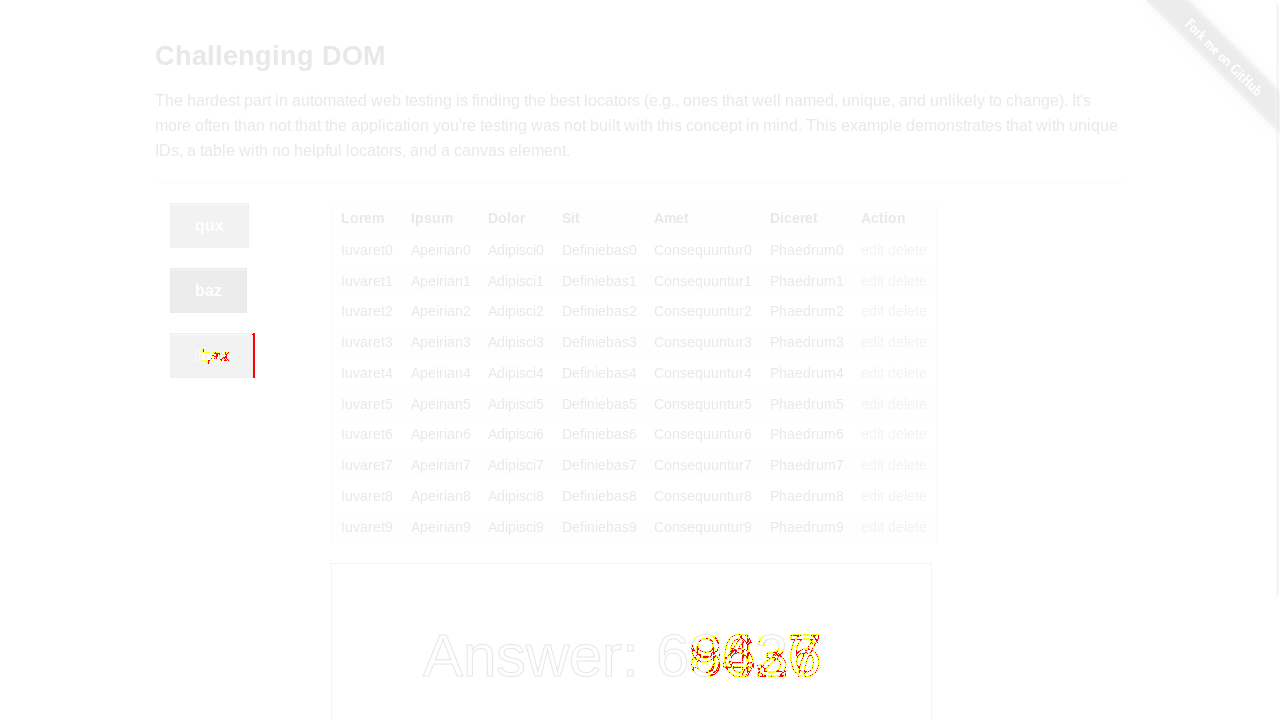 Fork me on GitHub
Challenging DOM
The hardest part in automated web testing is finding the best locators (e.g., ones that well named, unique, and unlikely to change). It's
more often than not that the application you're testing was not built with this concept in mind. This example demonstrates that with unique
IDs, a table with no helpful locators, and a canvas element.
qux
baz
Lorem Ipsum Dolor Sit Amet Diceret Action
Iuvaret0 Apeirian0 Adipisci0 Definiebas0 Consequuntur0 Phaedrum0 edit delete
Iuvaret1 Apeirian1 Adipisci1 Definiebas1 Consequuntur1 Phaedrum1 edit delete
Iuvaret2 Apeirian2 Adipisci2 Definiebas2 Consequuntur2 Phaedrum2 edit delete
Iuvaret3 Apeirian3 Adipisci3 Definiebas3 Consequuntur3 Phaedrum3 edit delete
Iuvaret4 Apeirian4 Adipisci4 Definiebas4 Consequuntur4 Phaedrum4 edit delete
Iuvaret5 Apeirian5 Adipisci5 Definiebas5 Consequuntur5 Phaedrum5 edit delete
Iuvaret6 Apeirian6 Adipisci6 Definiebas6 Consequuntur6 Phaedrum6 edit delete
Iuvaret7 Apeirian7 Adipisci7 Definiebas7 Consequuntur7 Phaedrum7 edit delete
Iuvaret8 Apeirian8 Adipisci8 Definiebas8 Consequuntur8 Phaedrum8 edit delete
Iuvaret9 Apeirian9 Adipisci9 Definiebas9 Consequuntur9 Phaedrum9 edit delete
Answer: